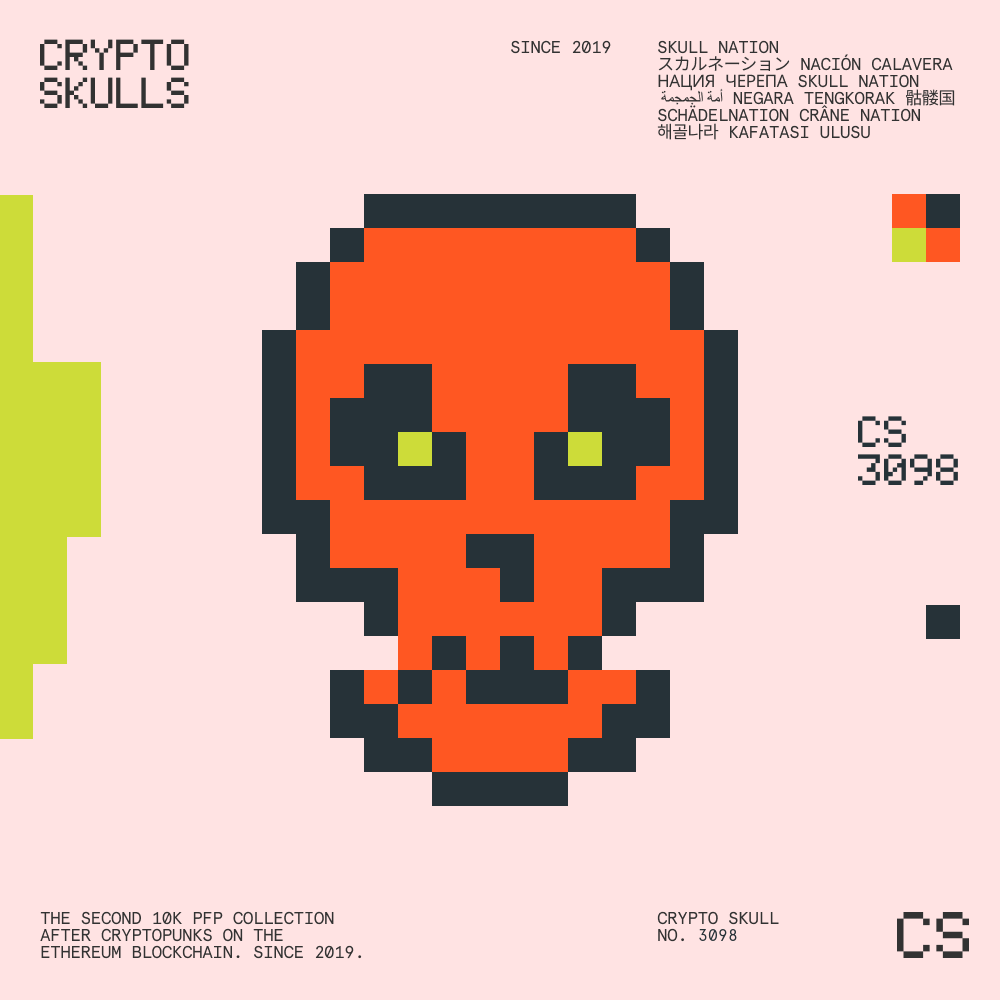 CRYPTO
SKULLS
SINCE 2019
SKULL NATION
スカルネーション NACIÓN CALAVERA
НАЦИЯ ЧЕРЕПА SKULL NATION
أمة الجمجمة NEGARA TENGKORAK 骷髅国
SCHÄDELNATION CRÂNE NATION
해골나라 KAFATASI ULUSU
CS
3098
THE SECOND 10K PFP COLLECTION
AFTER CRYPTOPUNKS ON THE
ETHEREUM BLOCKCHAIN. SINCE 2019.
CRYPTO SKULL
NO. 3098
CS